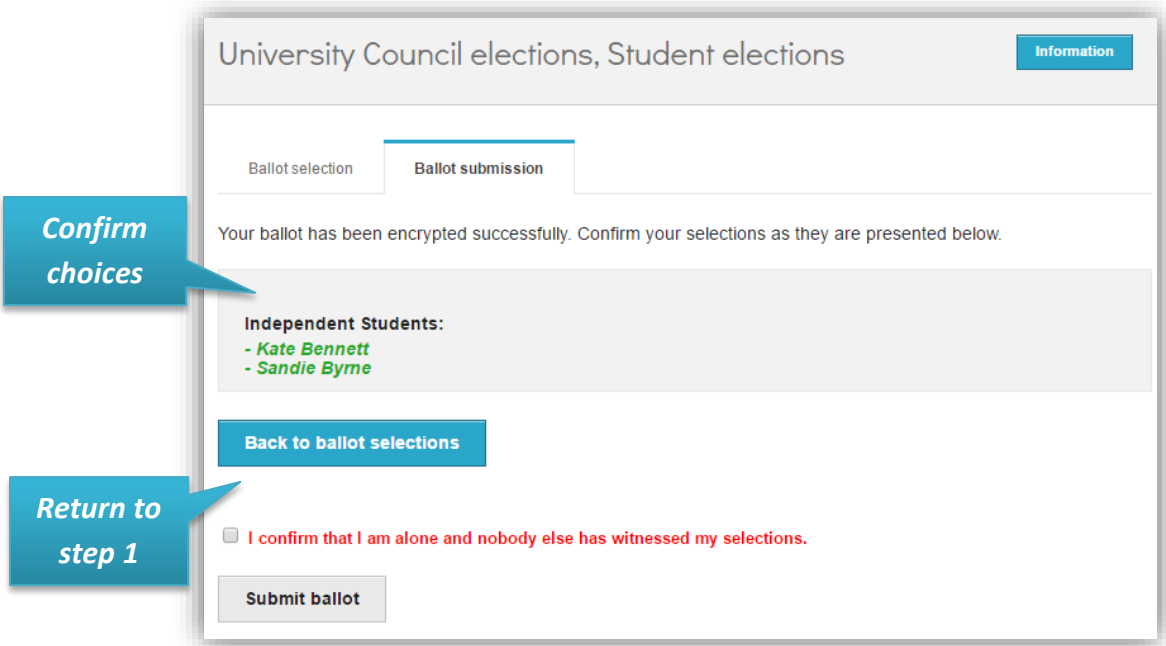 University Council elections, Student elections
Information
Ballot selection
Ballot submission
Confirm
choices
Your ballot has been encrypted successfully. Confirm your selections as they are presented below.
Independent Students:
- Kate Bennett
- Sandie Byrne
Back to ballot selections
Return to
step 1
I confirm that I am alone and nobody else has witnessed my selections.
Submit ballot